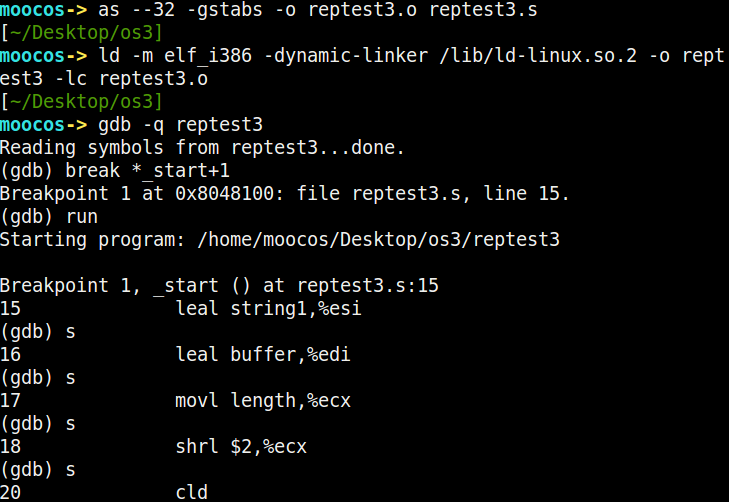 moocos-> as --32 -gstabs -o reptest3.o reptest3.s
[~/Desktop/os3]
moocos-> ld -m elf_i386 -dynamic-linker /lib/ld-linux.so.2 -o rept
est3 -lc reptest3.o
[~/Desktop/os3]
moocos-> gdb -q reptest3
Reading symbols from reptest3...done.
(gdb) break *_start+1
Breakpoint 1 at 0x8048100: file reptest3.s, line 15.
(gdb) run
Starting program: /home/moocos/Desktop/os3/reptest3
Breakpoint 1, _start () at reptest3.s:15
15 leal string1,%esi
(gdb) s
16 leal buffer,%edi
(gdb) s
17 movl length,%ecx
(gdb) s
18 shrl $2,%ecx
(gdb) s
20 cld